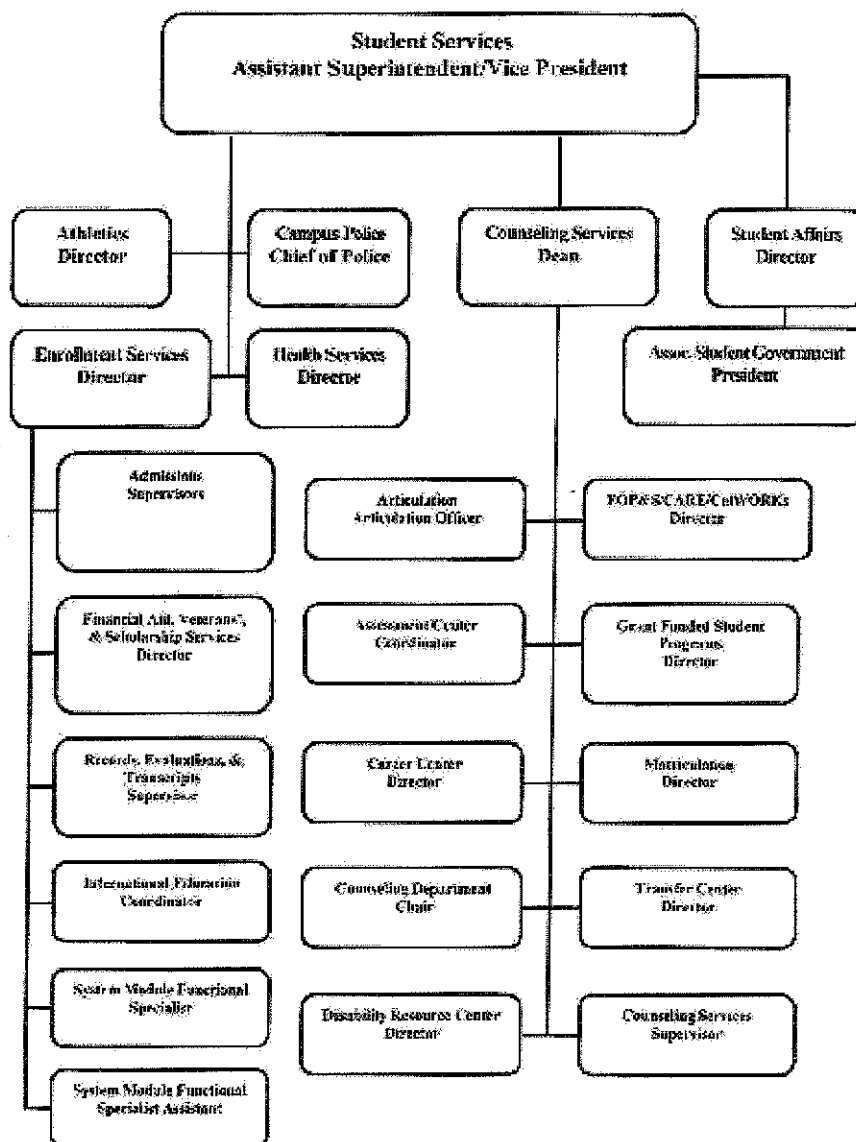 Student Services
Assistant Superintendent/Vice President
Athletics
Director
Campus Police
Chief of Police
Counseling Services
Dean
Student Affairs
Director
Enrollment Services
Director
Health Services
Director
Assoc. Student Government
President
Admissions
Supervisors
Articulation
Articulation Officer
EOP&S/CARE/CalWORKs
Director
Financial Aid, Veterans',
& Scholarship Services
Director
Assessment Center
Coordinator
Grant Funded Student
Programs
Director
Records, Evaluations, &
Transcripts
Supervisor
Career Center
Director
Matriculation
Director
International Education
Coordinator
Counseling Department
Chair
Transfer Center
Director
System Module Functional
Specialist
Disability Resource Center
Director
Counseling Services
Supervisor
System Module Functional
Specialist Assistant